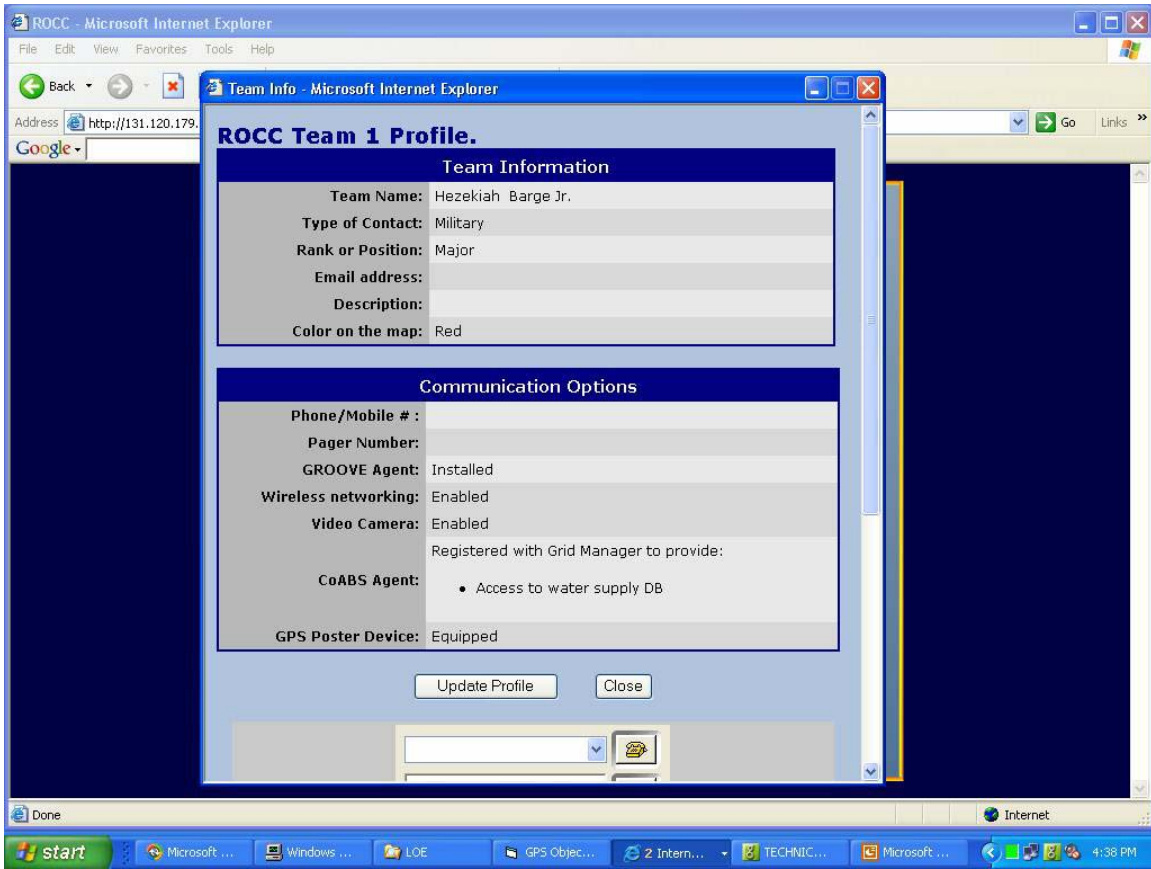 ROCC - Microsoft Internet Explorer
File Edit View Favorites Tools Help
Back
Team Info - Microsoft Internet Explorer
Address http://131.120.179. Go Links »
Google
ROCC Team 1 Profile.
Team Information
Team Name: Hezekiah Barge Jr.
Type of Contact: Military
Rank or Position: Major
Email address:
Description:
Color on the map: Red
Communication Options
Phone/Mobile # :
Pager Number:
GROOVE Agent: Installed
Wireless networking: Enabled
Video Camera: Enabled
Registered with Grid Manager to provide:
CoABS Agent:
• Access to water supply DB
GPS Poster Device: Equipped
Update Profile Close
Done Internet
start Microsoft ... Windows ... LOE GPS Objec... 2 Intern... TECHNIC... Microsoft ... 4:38 PM